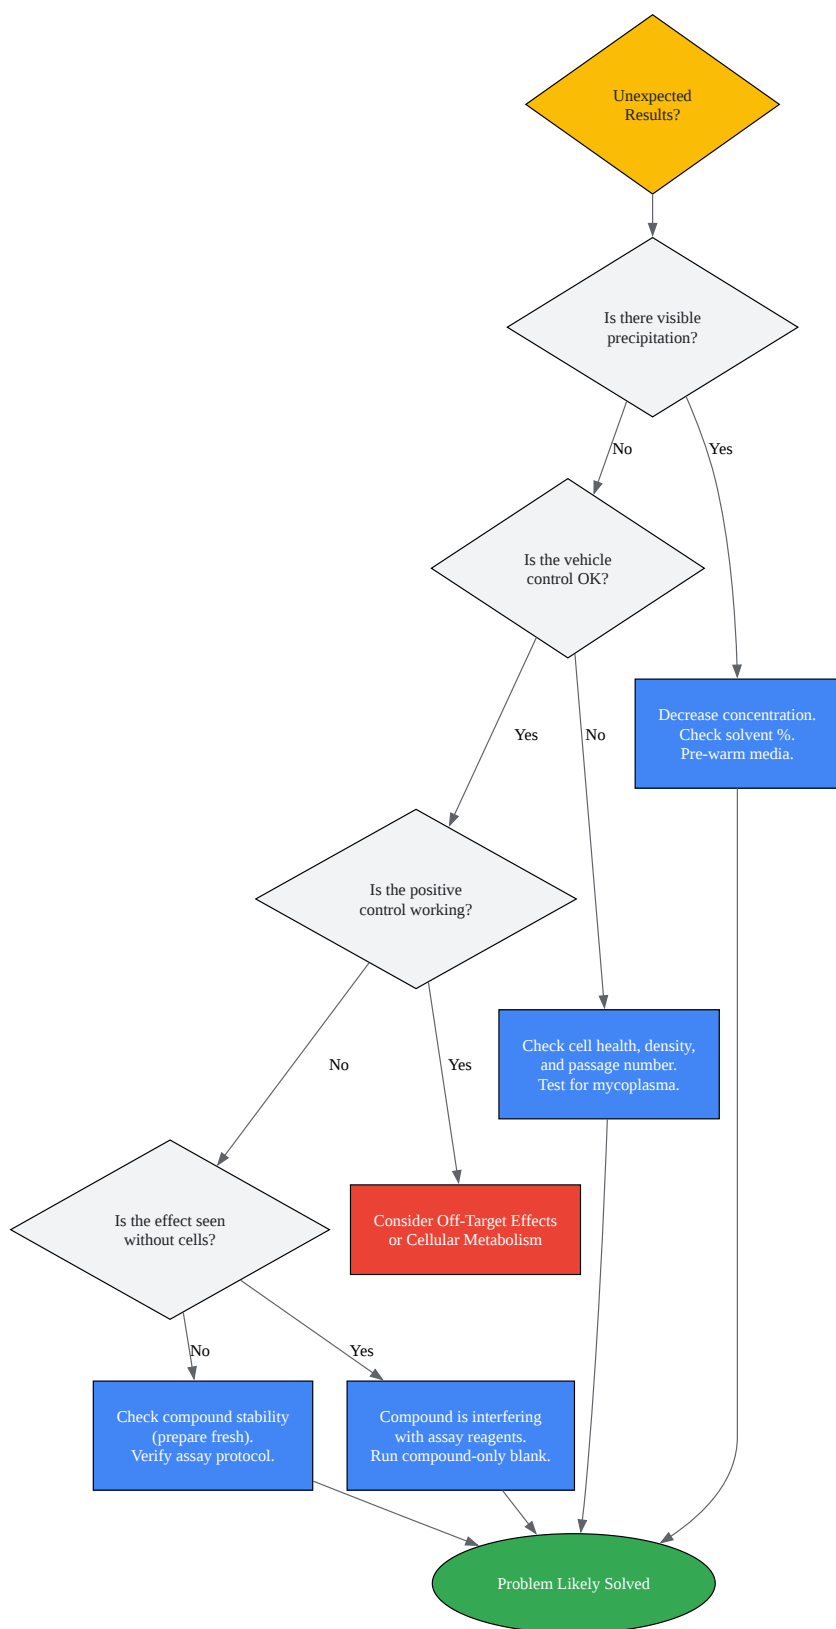 Unexpected
Results?
Is there visible
precipitation?
No
Yes
Is the vehicle
control OK?
Decrease concentration.
Check solvent %.
Pre-warm media.
Yes
No
Is the positive
control working?
Check cell health, density,
and passage number.
Test for mycoplasma.
No
Yes
Is the effect seen
without cells?
Consider Off-Target Effects
or Cellular Metabolism
No
Yes
Check compound stability
(prepare fresh).
Verify assay protocol.
Compound is interfering
with assay reagents.
Run compound-only blank.
Problem Likely Solved